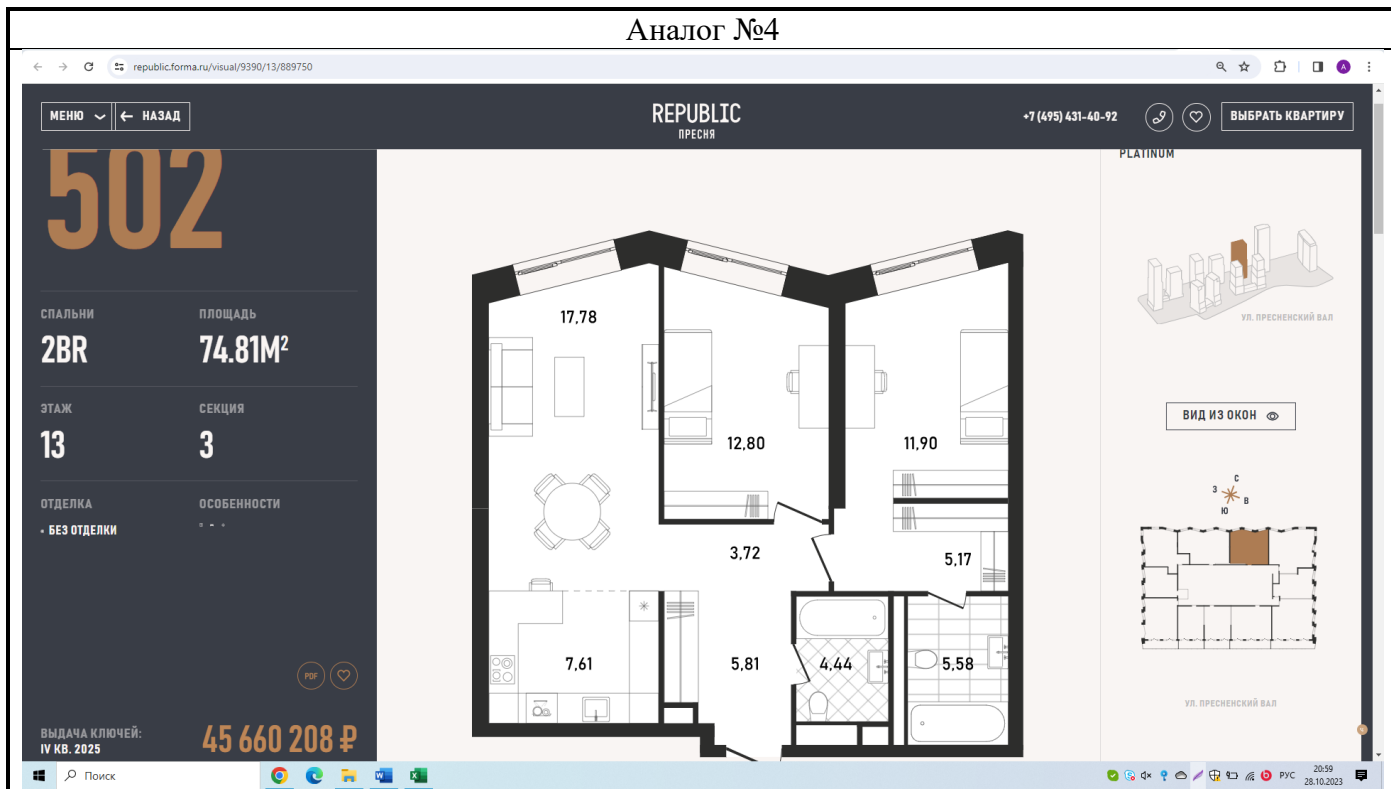 Аналог №4
republic.forma.ru/visual/9390/13/889750
A
МЕНЮ
НАЗАД
REPUBLIC
ПРЕСНЯ
+7 (495) 431-40-92
ВЫБРАТЬ КВАРТИРУ
502
СПАЛЬНИ
ПЛОЩАДЬ
2BR
74.81М²
ЭТАЖ
СЕКЦИЯ
13
3
ОТДЕЛКА
ОСОБЕННОСТИ
• БЕЗ ОТДЕЛКИ
PDF
ВЫДАЧА КЛЮЧЕЙ:
IV КВ. 2025
45 660 208 ₽
17,78
12,80
11,90
3,72
5,17
7,61
5,81
4,44
5,58
PLATINUM
УЛ. ПРЕСНЕНСКИЙ ВАЛ
ВИД ИЗ ОКОН
С
З
В
Ю
УЛ. ПРЕСНЕНСКИЙ ВАЛ
Поиск
РУС
20:59
28.10.2023